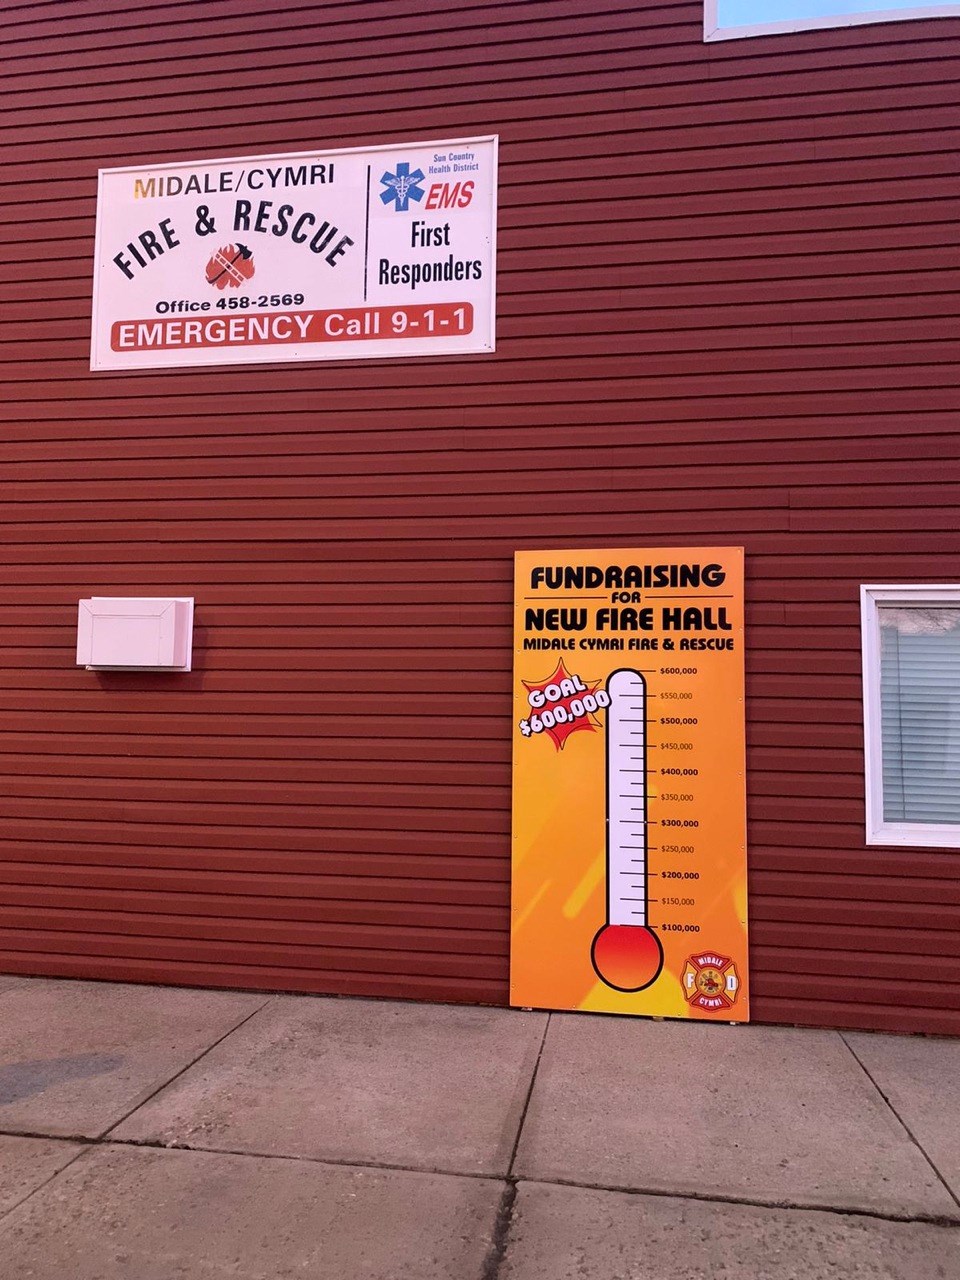 MIDALE/CYMRI
FIRE & RESCUE
Office 458-2569
Sun Country
Health District
EMS
First
Responders
EMERGENCY Call 9-1-1
FUNDRAISING
FOR
NEW FIRE HALL
MIDALE CYMRI FIRE & RESCUE
GOAL
$600,000
$600,000
$550,000
$500,000
$450,000
$400,000
$350,000
$300,000
$250,000
$200,000
$150,000
$100,000
MIDALE
F D
CYMRI